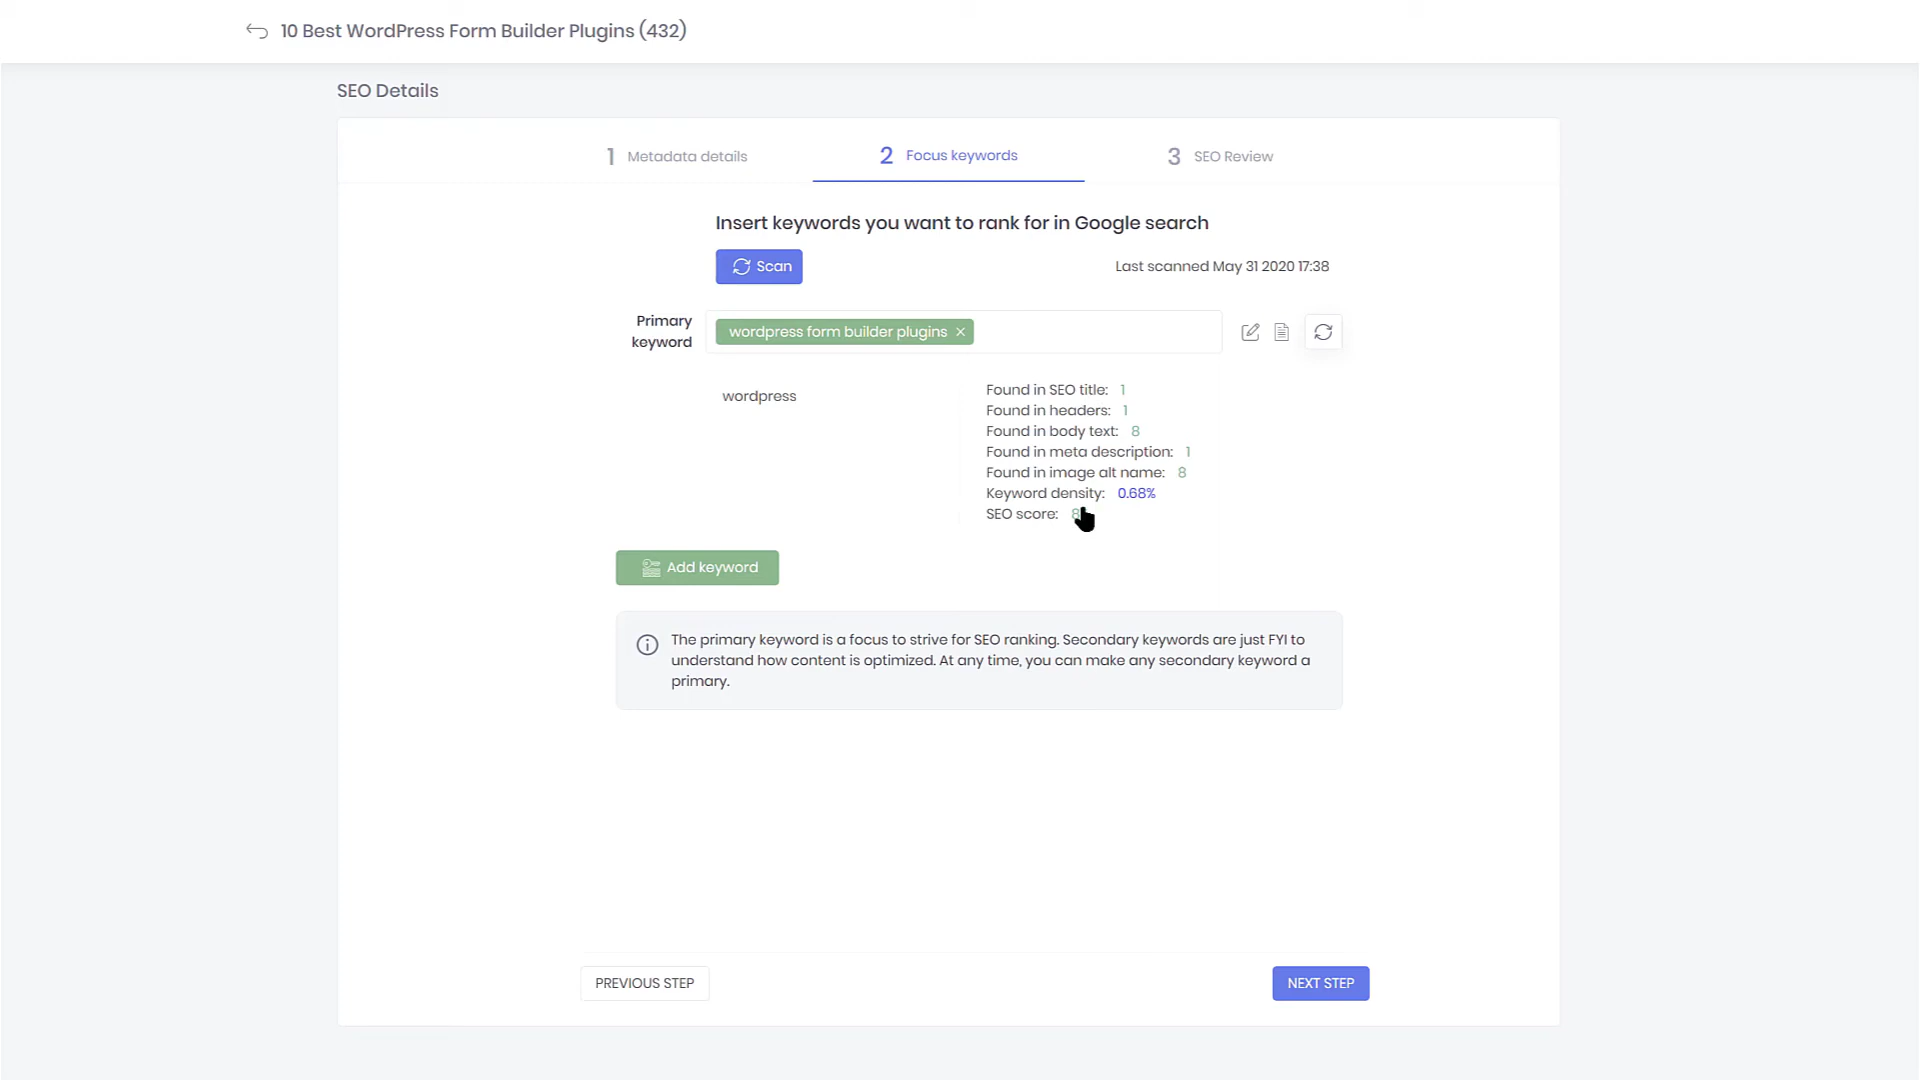 10 Best WordPress Form Builder Plugins (432)
SEO Details
1 Metadata details
2 Focus keywords
3 SEO Review
Insert keywords you want to rank for in Google search
Scan
Last scanned May 31 2020 17:38
Primary
keyword
wordpress form builder plugins ×
wordpress
Found in SEO title: 1
Found in headers: 1
Found in body text: 8
Found in meta description: 1
Found in image alt name: 8
Keyword density: 0.68%
SEO score:
Add keyword
The primary keyword is a focus to strive for SEO ranking. Secondary keywords are just FYI to
understand how content is optimized. At any time, you can make any secondary keyword a
primary.
PREVIOUS STEP
NEXT STEP